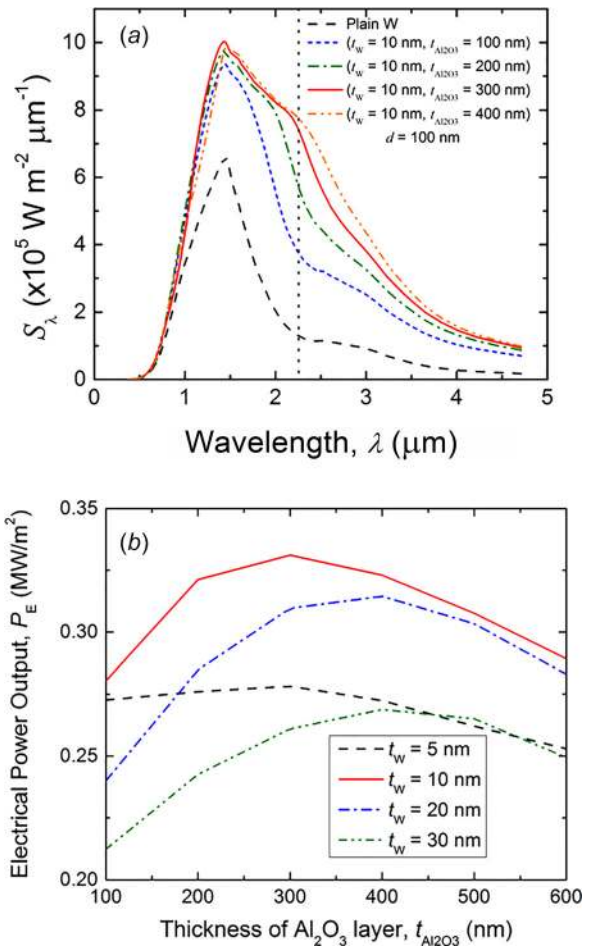 (a)
Plain W
(t_W = 10 nm, t_Al2O3 = 100 nm)
(t_W = 10 nm, t_Al2O3 = 200 nm)
(t_W = 10 nm, t_Al2O3 = 300 nm)
(t_W = 10 nm, t_Al2O3 = 400 nm)
d = 100 nm
10
8
6
4
2
0
S_λ (x10⁵ W m⁻² μm⁻¹)
0 1 2 3 4 5
Wavelength, λ (μm)
(b)
0.35
0.30
0.25
0.20
Electrical Power Output, P_E (MW/m²)
t_W = 5 nm
t_W = 10 nm
t_W = 20 nm
t_W = 30 nm
100 200 300 400 500 600
Thickness of Al₂O₃ layer, t_Al2O3 (nm)